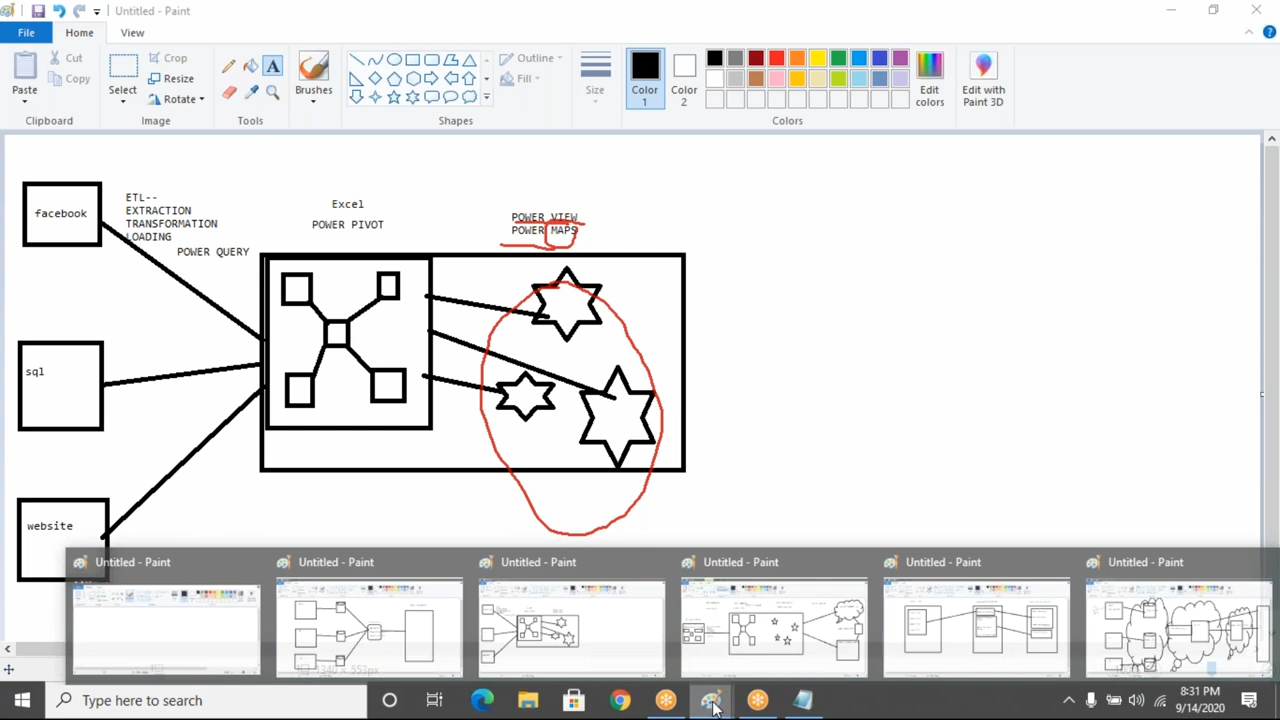 Untitled - Paint
File
Home
View
Paste
Cut
Copy
Clipboard
Select
Crop
Resize
Rotate
Image
A
Tools
Brushes
Outline
Fill
Shapes
Size
Color
1
Color
2
Edit
colors
Colors
Edit with
Paint 3D
facebook
ETL--
EXTRACTION
TRANSFORMATION
LOADING
POWER QUERY
Excel
POWER PIVOT
POWER VIEW
POWER MAPS
sql
website
Untitled - Paint
Untitled - Paint
Untitled - Paint
Untitled - Paint
Untitled - Paint
Untitled - Paint
1340 × 553px
Type here to search
8:31 PM
9/14/2020